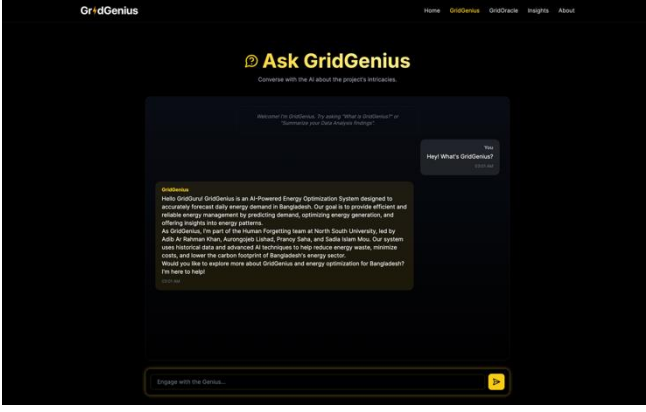 GridGenius
Home GridGenius GridOracle Insights About
Ask GridGenius
Converse with the AI about the project's intricacies.
Welcome! I'm GridGenius. Try asking "What is GridGenius?" or
"Summarize your Data Analysis findings".
You
Hey! What's GridGenius?
03:01 AM
GridGenius
Hello GridGuru! GridGenius is an AI-Powered Energy Optimization System designed to
accurately forecast daily energy demand in Bangladesh. Our goal is to provide efficient and
reliable energy management by predicting demand, optimizing energy generation, and
offering insights into energy patterns.
As GridGenius, I'm part of the Human Forgetting team at North South University, led by
Adib Ar Rahman Khan, Aurongojeb Lishad, Pranoy Saha, and Sadia Islam Mou. Our system
uses historical data and advanced AI techniques to help reduce energy waste, minimize
costs, and lower the carbon footprint of Bangladesh's energy sector.
Would you like to explore more about GridGenius and energy optimization for Bangladesh?
I'm here to help!
03:01 AM
Engage with the Genius...